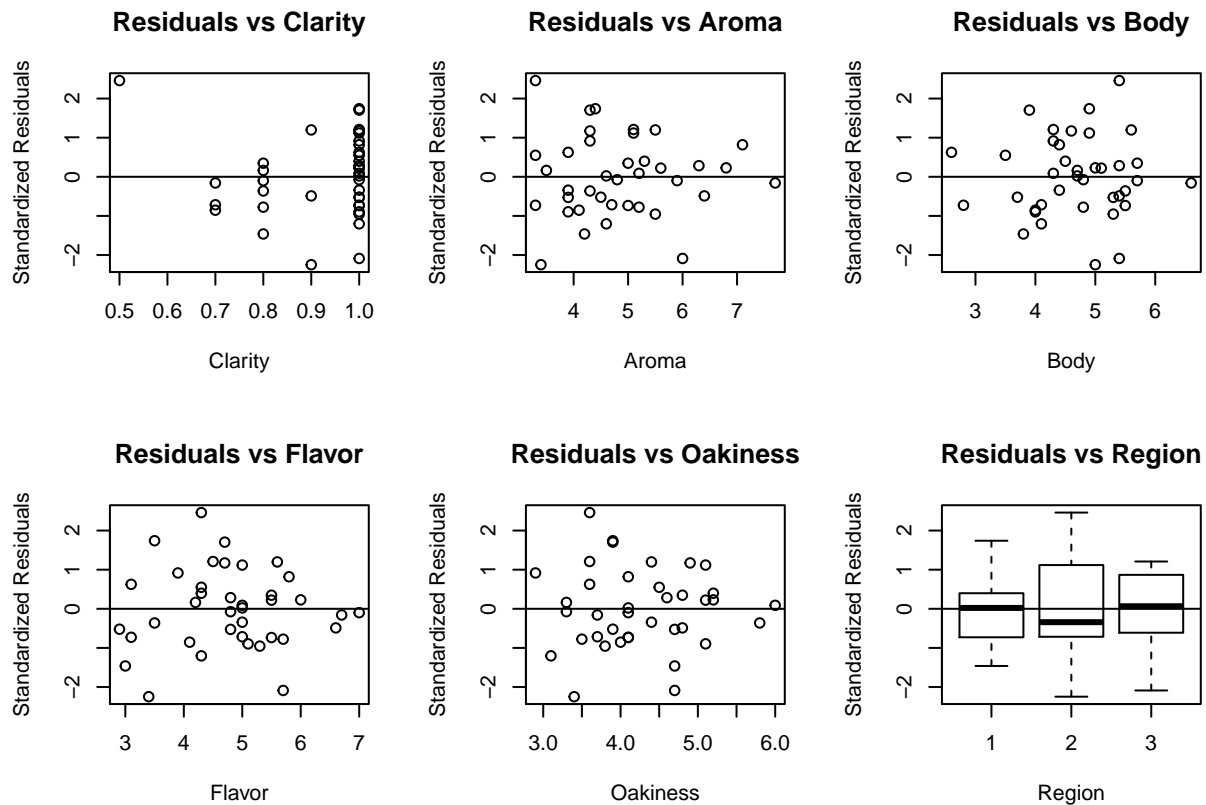 Residuals vs Clarity
Standardized Residuals
2
1
0
−2
0.5 0.6 0.7 0.8 0.9 1.0
Clarity
Residuals vs Aroma
Standardized Residuals
2
1
0
−2
4 5 6 7
Aroma
Residuals vs Body
Standardized Residuals
2
1
0
−2
3 4 5 6
Body
Residuals vs Flavor
Standardized Residuals
2
1
0
−2
3 4 5 6 7
Flavor
Residuals vs Oakiness
Standardized Residuals
2
1
0
−2
3.0 4.0 5.0 6.0
Oakiness
Residuals vs Region
Standardized Residuals
2
1
0
−2
1 2 3
Region